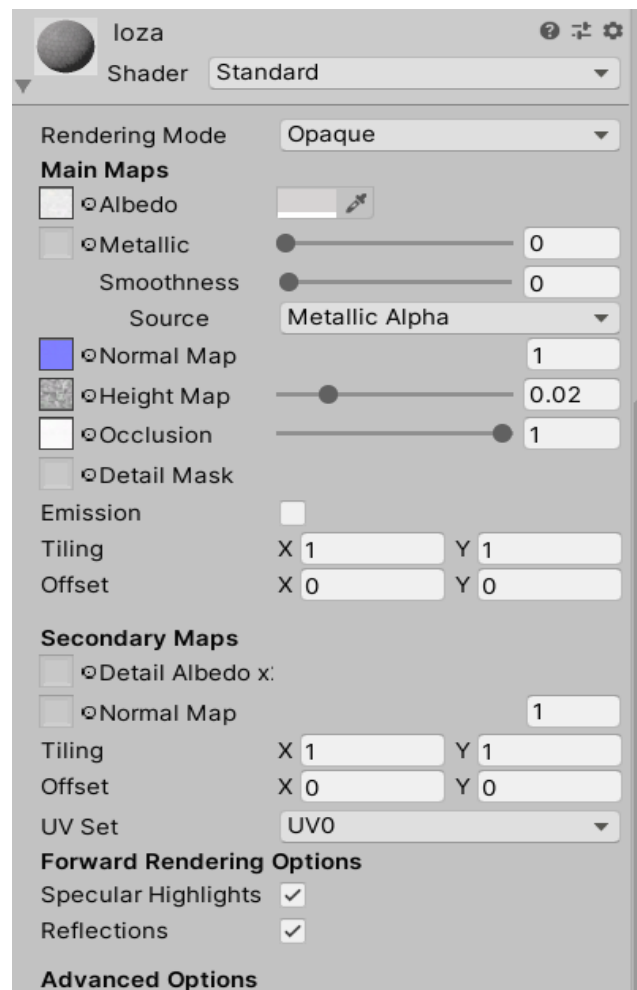 loza
Shader Standard
Rendering Mode Opaque
Main Maps
Albedo
Metallic 0
Smoothness 0
Source Metallic Alpha
Normal Map 1
Height Map 0.02
Occlusion 1
Detail Mask
Emission
Tiling X 1 Y 1
Offset X 0 Y 0
Secondary Maps
Detail Albedo x
Normal Map 1
Tiling X 1 Y 1
Offset X 0 Y 0
UV Set UV0
Forward Rendering Options
Specular Highlights
Reflections
Advanced Options